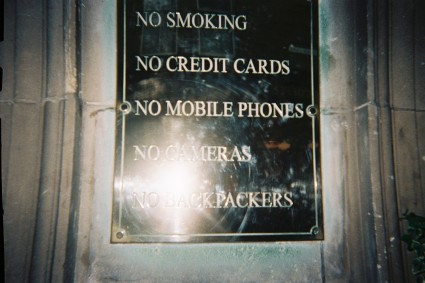 NO SMOKING
NO CREDIT CARDS
NO MOBILE PHONES
NO CAMERAS
NO BACKPACKERS